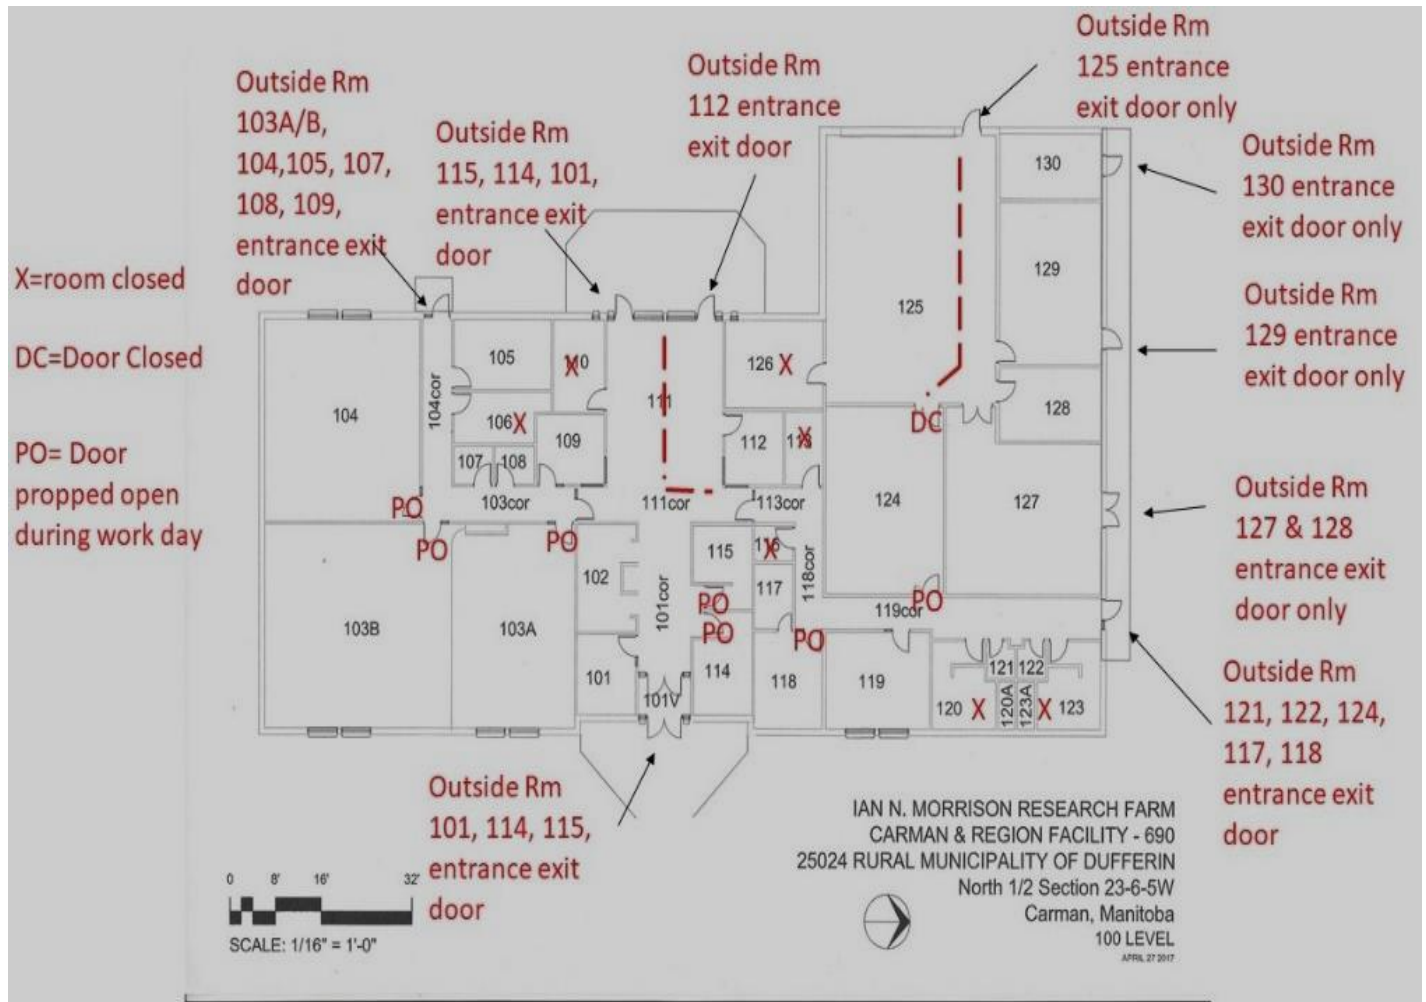 Outside Rm
103A/B,
104,105, 107,
108, 109,
entrance exit
door
Outside Rm
115, 114, 101,
entrance exit
door
Outside Rm
112 entrance
exit door
Outside Rm
125 entrance
exit door only
Outside Rm
130 entrance
exit door only
Outside Rm
129 entrance
exit door only
Outside Rm
127 & 128
entrance exit
door only
Outside Rm
121, 122, 124,
117, 118
entrance exit
door
X=room closed
DC=Door Closed
PO= Door
propped open
during work day
104
104cor
105
X
106 X
107
108
109
103cor
PO
PO
PO
103B
103A
111
111cor
102
101cor
101
101V
126 X
112
X
113cor
115
X
117
118cor
PO
PO
PO
114
118
125
DC
124
PO
119cor
119
130
129
128
127
120 X
121
122
120A
123A
X 123
Outside Rm
101, 114, 115,
entrance exit
door
0 8' 16' 32'
SCALE: 1/16" = 1'-0"
IAN N. MORRISON RESEARCH FARM
CARMAN & REGION FACILITY - 690
25024 RURAL MUNICIPALITY OF DUFFERIN
North 1/2 Section 23-6-5W
Carman, Manitoba
100 LEVEL
APRIL 27 2017